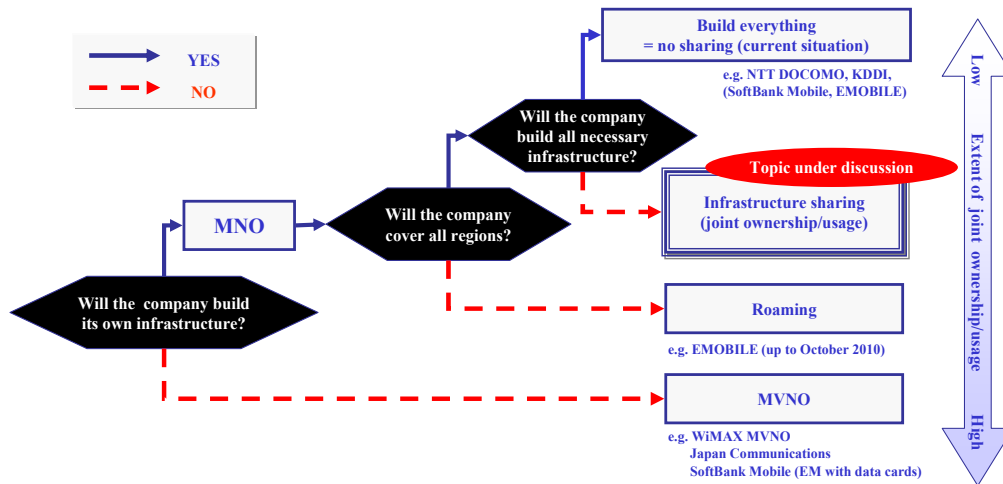 YES
NO
Build everything
= no sharing (current situation)
e.g. NTT DOCOMO, KDDI,
(SoftBank Mobile, EMOBILE)
Will the company
build all necessary
infrastructure?
Topic under discussion
Infrastructure sharing
(joint ownership/usage)
MNO
Will the company
cover all regions?
Will the company build
its own infrastructure?
Roaming
e.g. EMOBILE (up to October 2010)
MVNO
e.g. WiMAX MVNO
Japan Communications
SoftBank Mobile (EM with data cards)
Low
Extent of joint ownership/usage
High